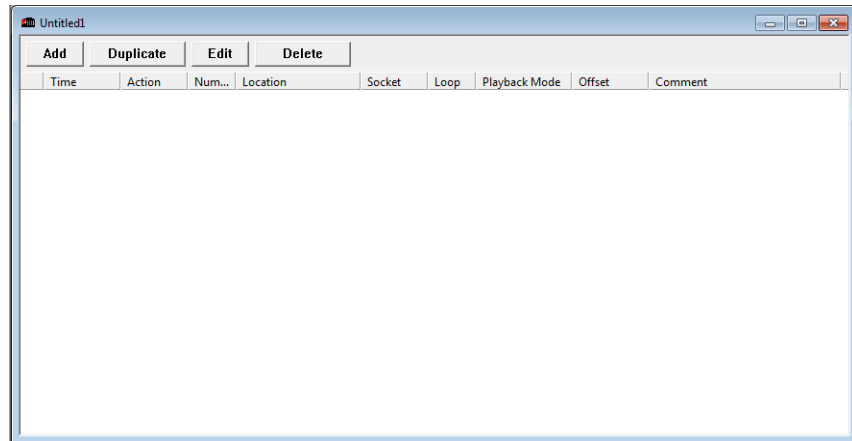 Untitled1
Add Duplicate Edit Delete
Time Action Num... Location Socket Loop Playback Mode Offset Comment